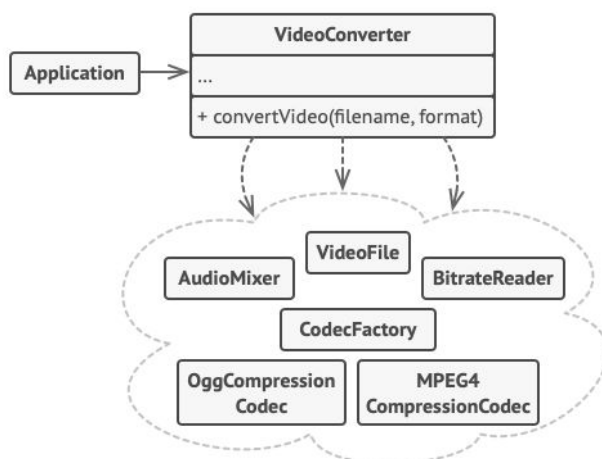 VideoConverter
Application
...
+ convertVideo(filename, format)
VideoFile
AudioMixer
BitrateReader
CodecFactory
OggCompression
Codec
MPEG4
CompressionCodec